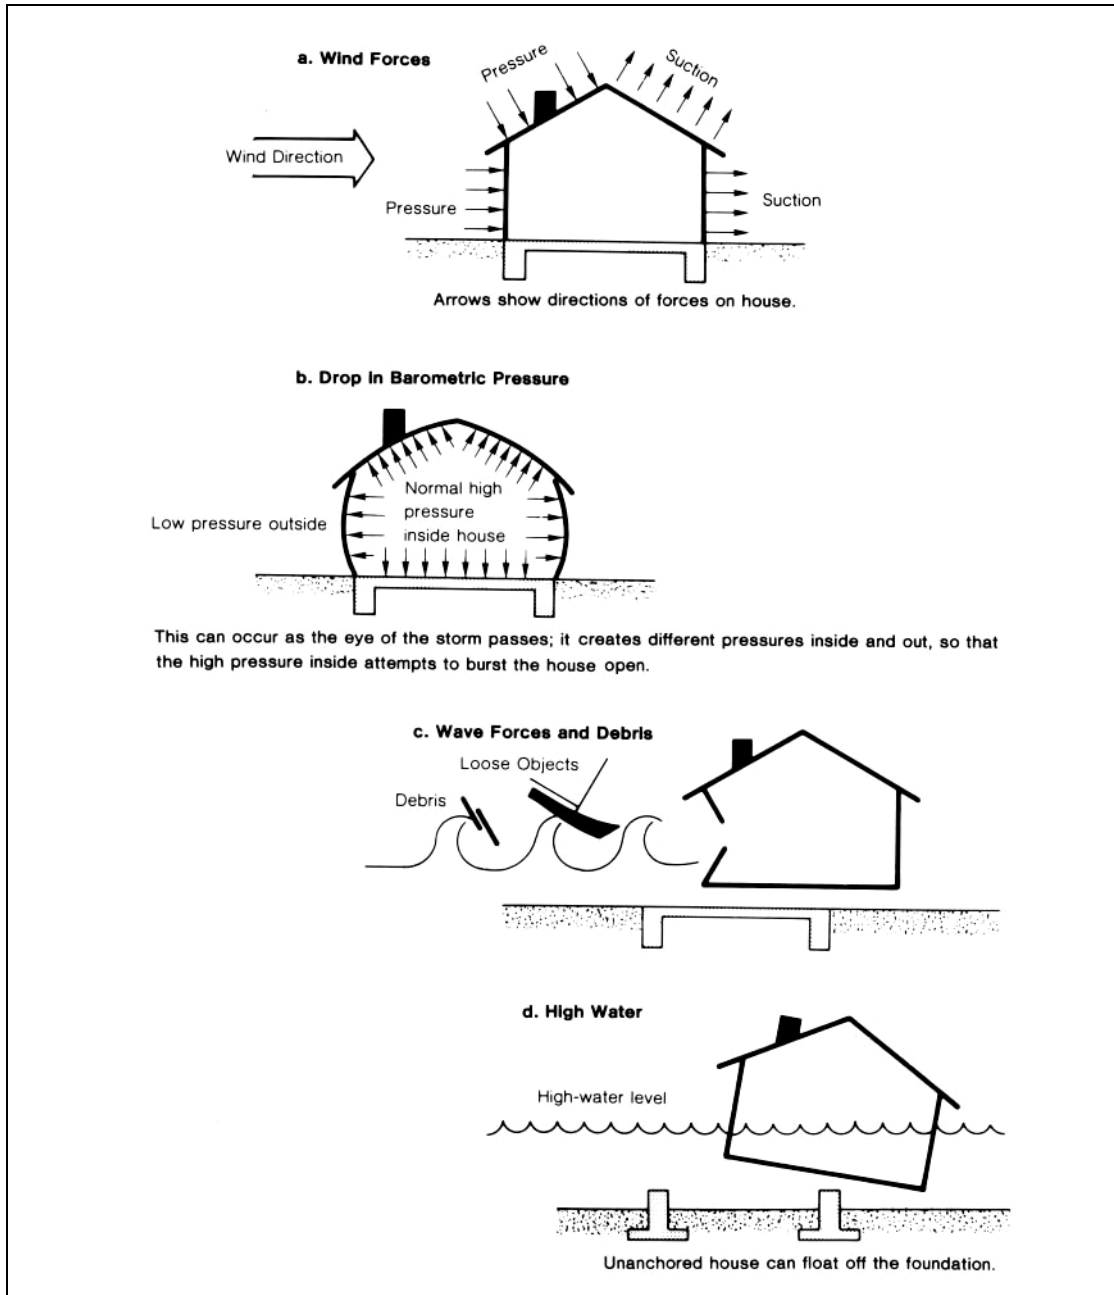 a. Wind Forces
Pressure
Suction
Wind Direction
Pressure
Suction
Arrows show directions of forces on house.
b. Drop in Barometric Pressure
Normal high
pressure
inside house
Low pressure outside
This can occur as the eye of the storm passes; it creates different pressures inside and out, so that
the high pressure inside attempts to burst the house open.
c. Wave Forces and Debris
Loose Objects
Debris
d. High Water
High-water level
Unanchored house can float off the foundation.